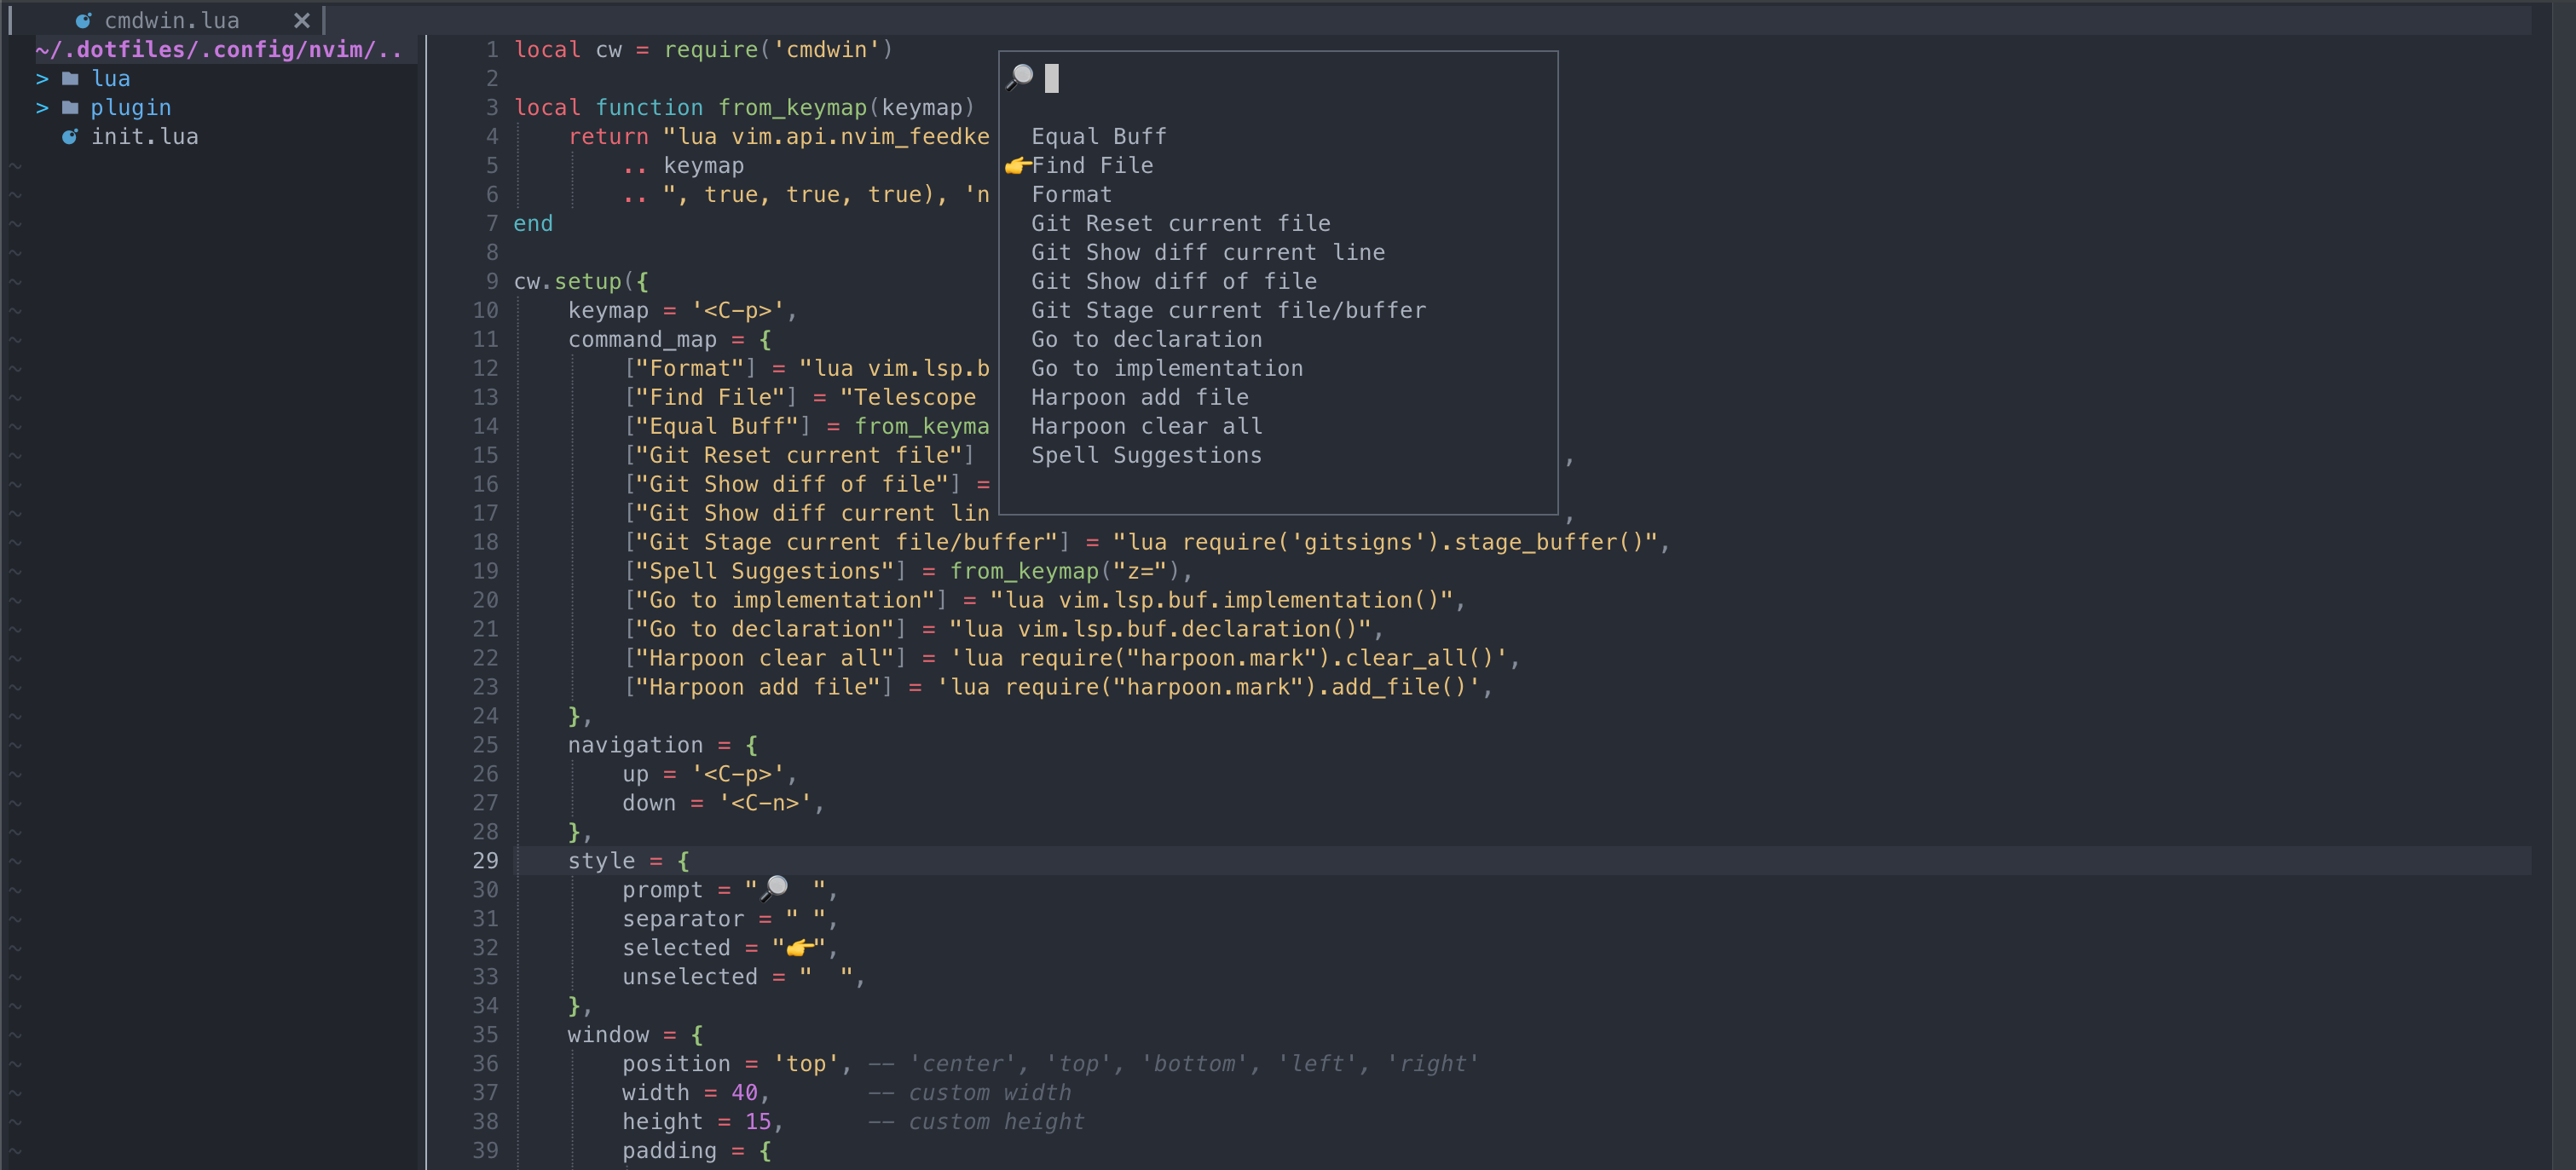 cmdwin.lua ✕
~/.dotfiles/.config/nvim/..
> lua
> plugin
init.lua
1 local cw = require('cmdwin')
2
3 local function from_keymap(keymap)
4 return "lua vim.api.nvim_feedke
5 .. keymap
6 .. ", true, true, true), 'n
7 end
8
9 cw.setup({
10 keymap = '<C-p>',
11 command_map = {
12 ["Format"] = "lua vim.lsp.b
13 ["Find File"] = "Telescope
14 ["Equal Buff"] = from_keyma
15 ["Git Reset current file"] ,
16 ["Git Show diff of file"] =
17 ["Git Show diff current lin ,
18 ["Git Stage current file/buffer"] = "lua require('gitsigns').stage_buffer()",
19 ["Spell Suggestions"] = from_keymap("z="),
20 ["Go to implementation"] = "lua vim.lsp.buf.implementation()",
21 ["Go to declaration"] = "lua vim.lsp.buf.declaration()",
22 ["Harpoon clear all"] = 'lua require("harpoon.mark").clear_all()',
23 ["Harpoon add file"] = 'lua require("harpoon.mark").add_file()',
24 },
25 navigation = {
26 up = '<C-p>',
27 down = '<C-n>',
28 },
29 style = {
30 prompt = "🔎 ",
31 separator = " ",
32 selected = "👉",
33 unselected = "  ",
34 },
35 window = {
36 position = 'top', -- 'center', 'top', 'bottom', 'left', 'right'
37 width = 40, -- custom width
38 height = 15, -- custom height
39 padding = {
🔎
Equal Buff
👉Find File
Format
Git Reset current file
Git Show diff current line
Git Show diff of file
Git Stage current file/buffer
Go to declaration
Go to implementation
Harpoon add file
Harpoon clear all
Spell Suggestions